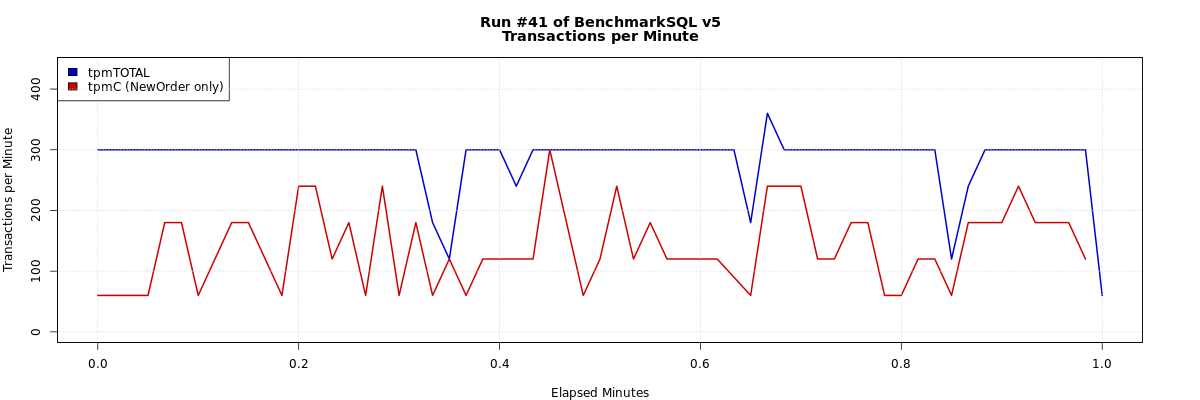 Run #41 of BenchmarkSQL v5
Transactions per Minute
tpmTOTAL
tpmC (NewOrder only)
Transactions per Minute
400
300
200
100
0
0.0 0.2 0.4 0.6 0.8 1.0
Elapsed Minutes